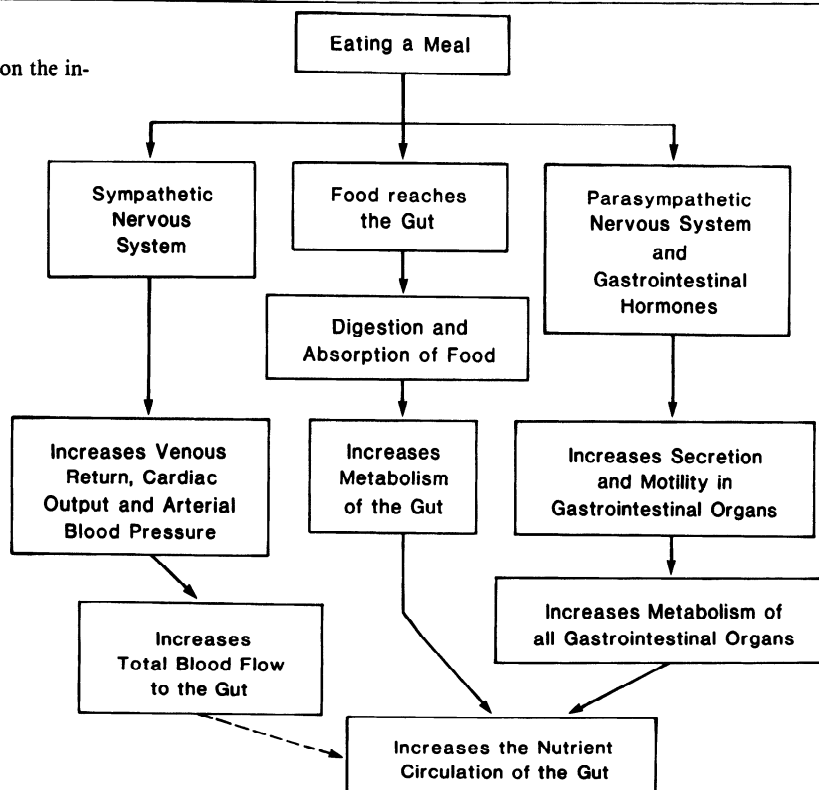 Eating a Meal
on the in-
Sympathetic
Nervous
System
Food reaches
the Gut
Parasympathetic
Nervous System
and
Gastrointestinal
Hormones
Digestion and
Absorption of Food
Increases Venous
Return, Cardiac
Output and Arterial
Blood Pressure
Increases
Metabolism
of the Gut
Increases Secretion
and Motility in
Gastrointestinal Organs
Increases
Total Blood Flow
to the Gut
Increases Metabolism of
all Gastrointestinal Organs
Increases the Nutrient
Circulation of the Gut